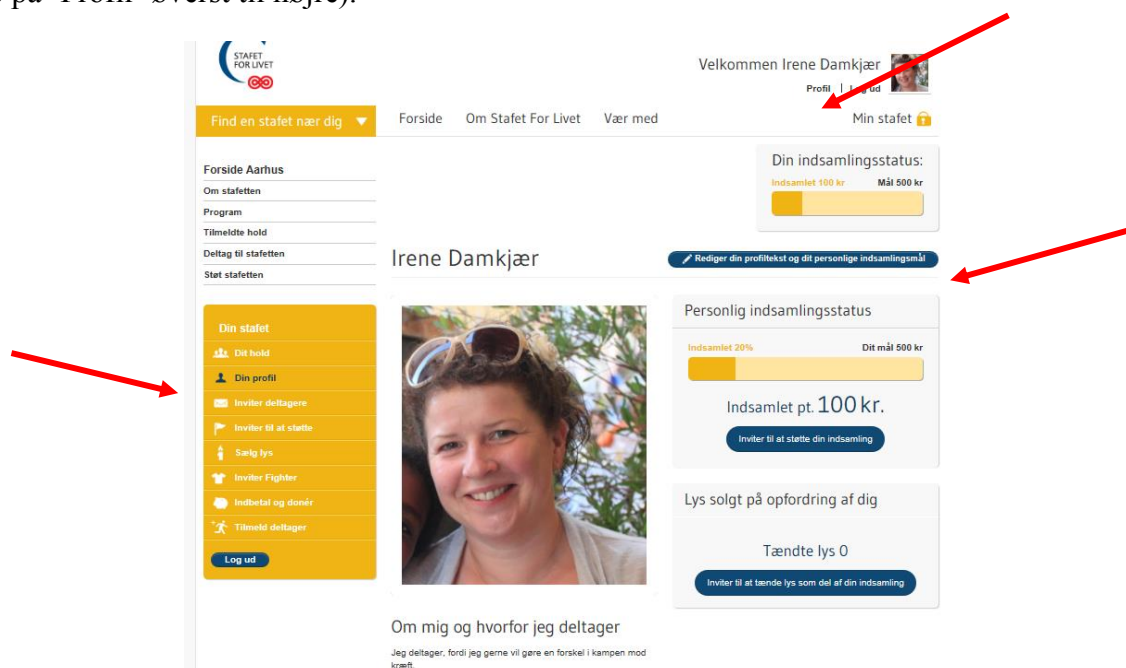 på "Profil" øverst til højre).
STAFET
FOR LIVET
Velkommen Irene Damkjær
Profil | Log ud
Find en stafet nær dig
Forside Om Stafet For Livet Vær med
Min stafet
Forside Aarhus
Om stafetten
Program
Tilmeldte hold
Deltag til stafetten
Støt stafetten
Din indsamlingsstatus:
Indsamlet 100 kr Mål 500 kr
Irene Damkjær
Rediger din profiltekst og dit personlige indsamlingsmål
Din stafet
Dit hold
Din profil
Inviter deltagere
Inviter til at støtte
Sælg lys
Inviter Fighter
Indbetal og donér
Tilmeld deltager
Log ud
Personlig indsamlingsstatus
Indsamlet 20% Dit mål 500 kr
Indsamlet pt. 100 kr.
Inviter til at støtte din indsamling
Lys solgt på opfordring af dig
Tændte lys 0
Inviter til at tænde lys som del af din indsamling
Om mig og hvorfor jeg deltager
Jeg deltager, fordi jeg gerne vil gøre en forskel i kampen mod
kræft.